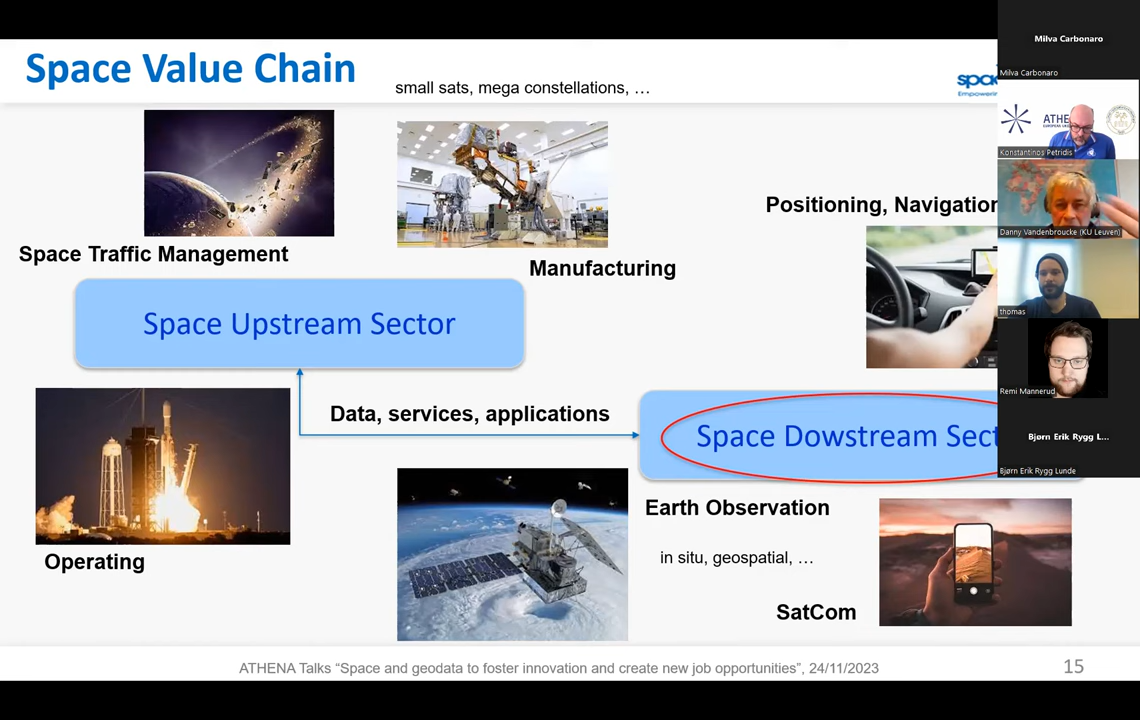 Space Value Chain
small sats, mega constellations, …
Space Traffic Management
Manufacturing
Positioning, Navigation
Space Upstream Sector
Data, services, applications
Space Dowstream Sect
Operating
Earth Observation
in situ, geospatial, …
SatCom
ATHENA Talks “Space and geodata to foster innovation and create new job opportunities”, 24/11/2023
15
Milva Carbonaro
Milva Carbonaro
ATHE
Konstantinos Petridis
Danny Vandenbroucke (KU Leuven)
thomas
Remi Mannerud
Bjørn Erik Rygg L...
Bjørn Erik Rygg Lunde